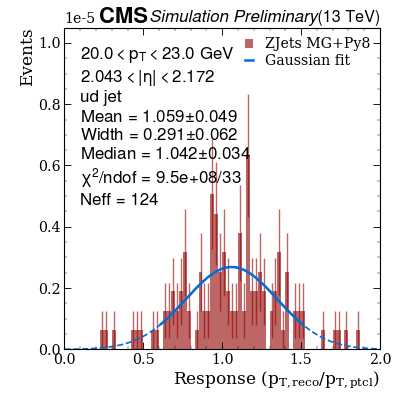 1e-5 CMS Simulation Preliminary (13 TeV)
Events
20.0 < p_T < 23.0 GeV
2.043 < |η| < 2.172
ud jet
Mean = 1.059±0.049
Width = 0.291±0.062
Median = 1.042±0.034
χ²/ndof = 9.5e+08/33
Neff = 124
ZJets MG+Py8
Gaussian fit
1.0
0.8
0.6
0.4
0.2
0.0
0.0 0.5 1.0 1.5 2.0
Response (p_T,reco/p_T,ptcl)